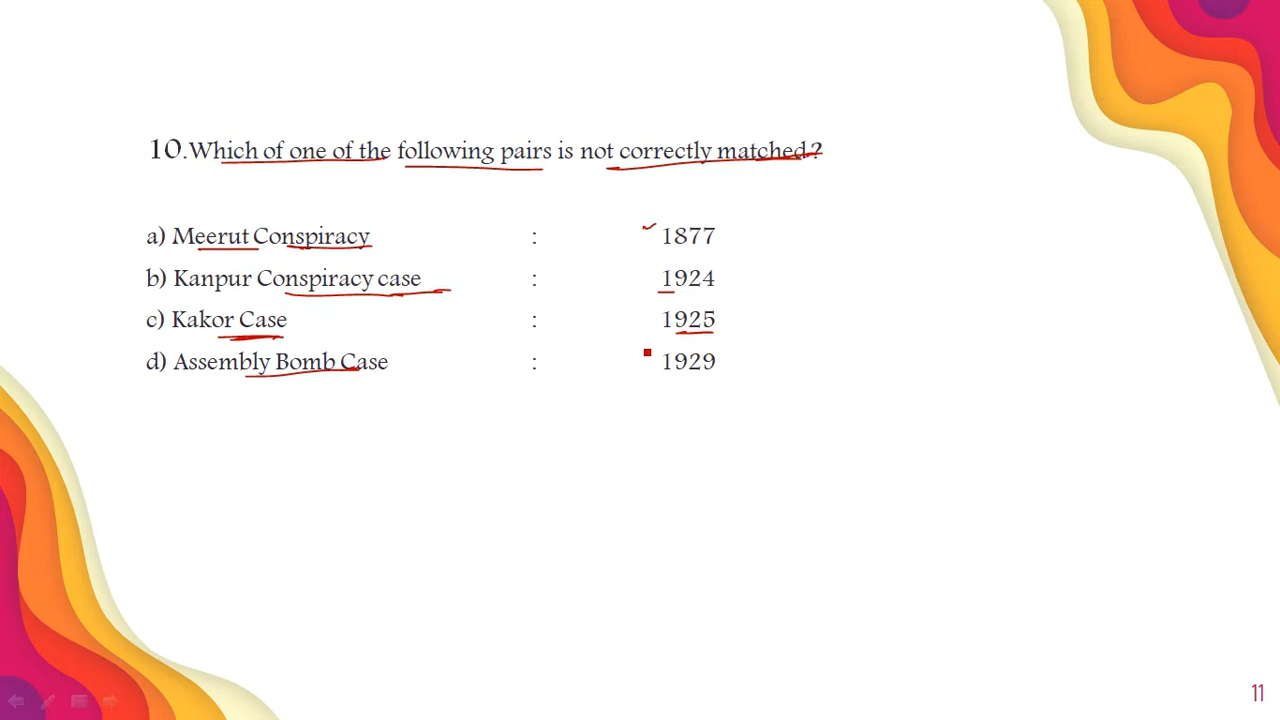 10.Which of one of the following pairs is not correctly matched.?
a) Meerut Conspiracy : 1877
b) Kanpur Conspiracy case : 1924
c) Kakor Case : 1925
d) Assembly Bomb Case : 1929
11